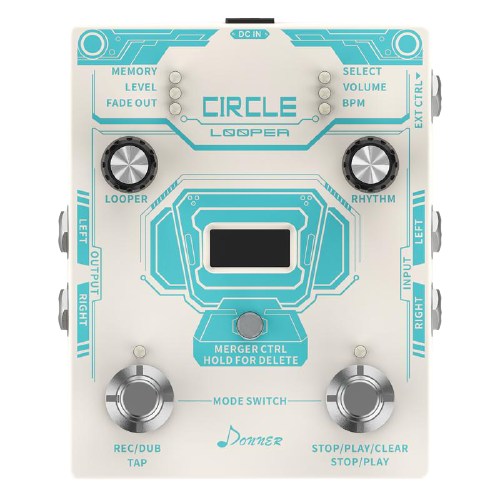 DC IN
MEMORY
LEVEL
FADE OUT
SELECT
VOLUME
BPM
EXT CTRL
CIRCLE
LOOPER
LOOPER
RHYTHM
LEFT
OUTPUT
RIGHT
LEFT
INPUT
RIGHT
MERGER CTRL
HOLD FOR DELETE
MODE SWITCH
REC/DUB
TAP
DONNER
STOP/PLAY/CLEAR
STOP/PLAY